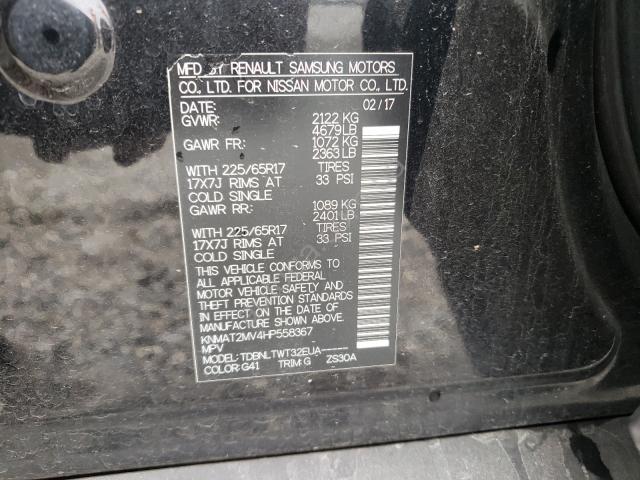 MFD BY RENAULT SAMSUNG MOTORS
CO., LTD. FOR NISSAN MOTOR CO., LTD.
DATE: 02/17
GVWR: 2122 KG
4679 LB
GAWR FR: 1072 KG
2363 LB
WITH 225/65R17 TIRES
17X7J RIMS AT 33 PSI
COLD SINGLE
GAWR RR: 1089 KG
2401 LB
WITH 225/65R17 TIRES
17X7J RIMS AT 33 PSI
COLD SINGLE
THIS VEHICLE CONFORMS TO
ALL APPLICABLE FEDERAL
MOTOR VEHICLE SAFETY AND
THEFT PREVENTION STANDARDS
IN EFFECT ON THE DATE OF
MANUFACTURE SHOWN ABOVE.
KNMAT2MV4HP558367
MPV
MODEL: TDBNLTWT32EUA-----
COLOR: G41 TRIM: G ZS30A